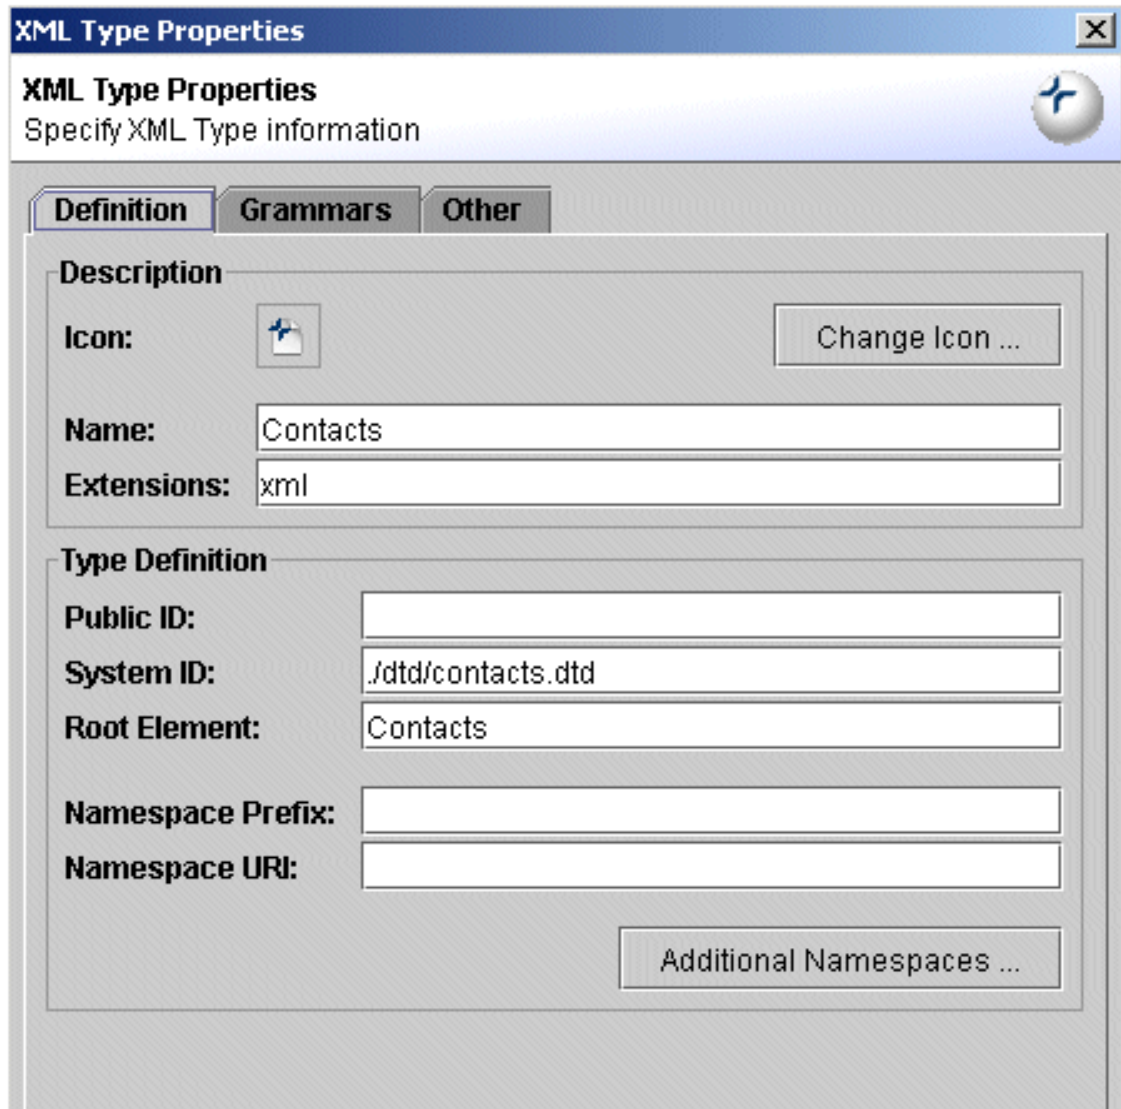 XML Type Properties
XML Type Properties
Specify XML Type information
Definition Grammars Other
Description
Icon: Change Icon ...
Name: Contacts
Extensions: xml
Type Definition
Public ID:
System ID: ./dtd/contacts.dtd
Root Element: Contacts
Namespace Prefix:
Namespace URI:
Additional Namespaces ...